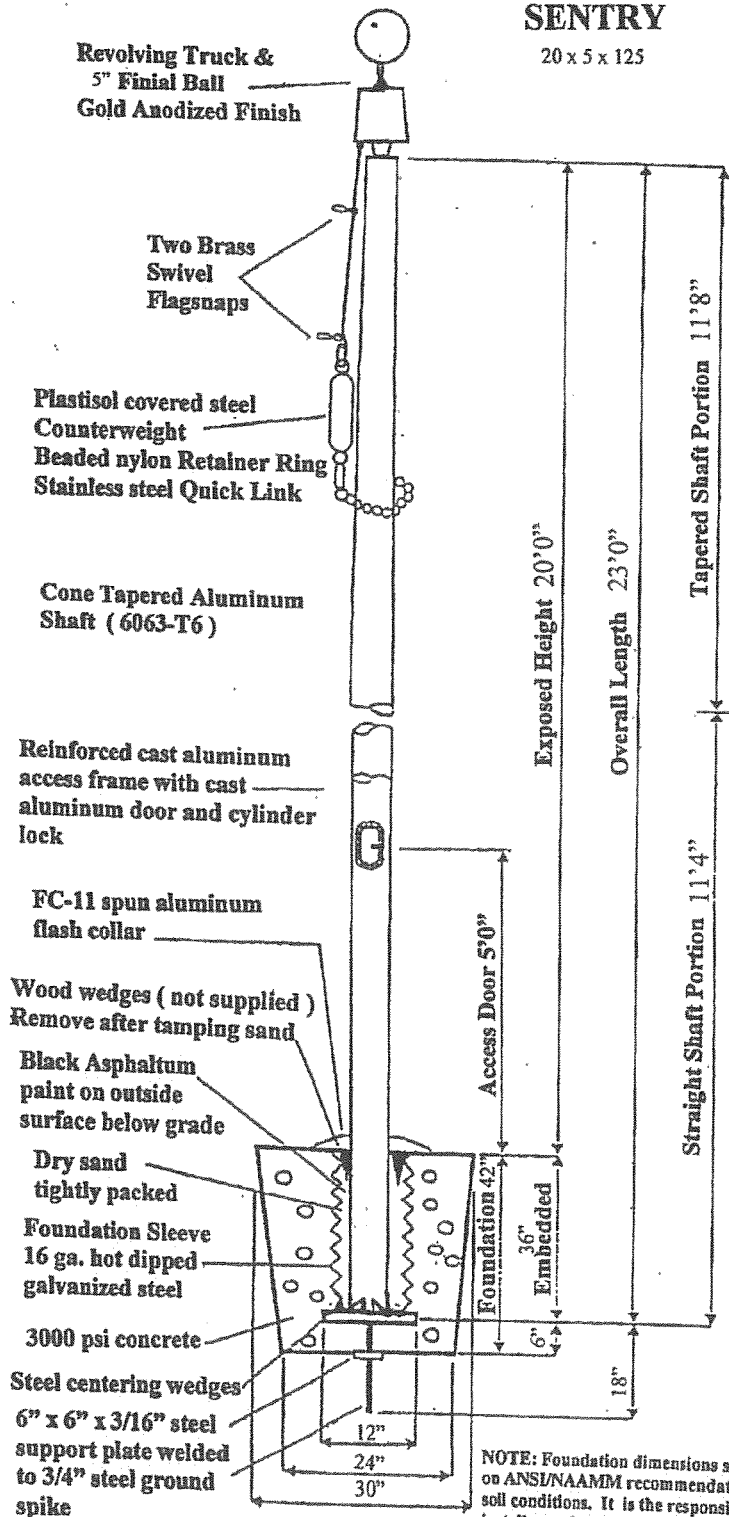 SENTRY
20 x 5 x 125
Revolving Truck &
5" Finial Ball
Gold Anodized Finish
Two Brass
Swivel
Flagsnaps
Plastisol covered steel
Counterweight
Beaded nylon Retainer Ring
Stainless steel Quick Link
Cone Tapered Aluminum
Shaft ( 6063-T6 )
Reinforced cast aluminum
access frame with cast
aluminum door and cylinder
lock
FC-11 spun aluminum
flash collar
Wood wedges ( not supplied )
Remove after tamping sand
Black Asphaltum
paint on outside
surface below grade
Dry sand
tightly packed
Foundation Sleeve
16 ga. hot dipped
galvanized steel
3000 psi concrete
Steel centering wedges
6" x 6" x 3/16" steel
support plate welded
to 3/4" steel ground
spike
Exposed Height 20'0"
Overall Length 23'0"
Tapered Shaft Portion 11'8"
Straight Shaft Portion 11'4"
Access Door 5'0"
Foundation 42"
36"
Embedded
6"
18"
12"
24"
30"
NOTE: Foundation dimensions
on ANSI/NAAMM
soil conditions. It is the